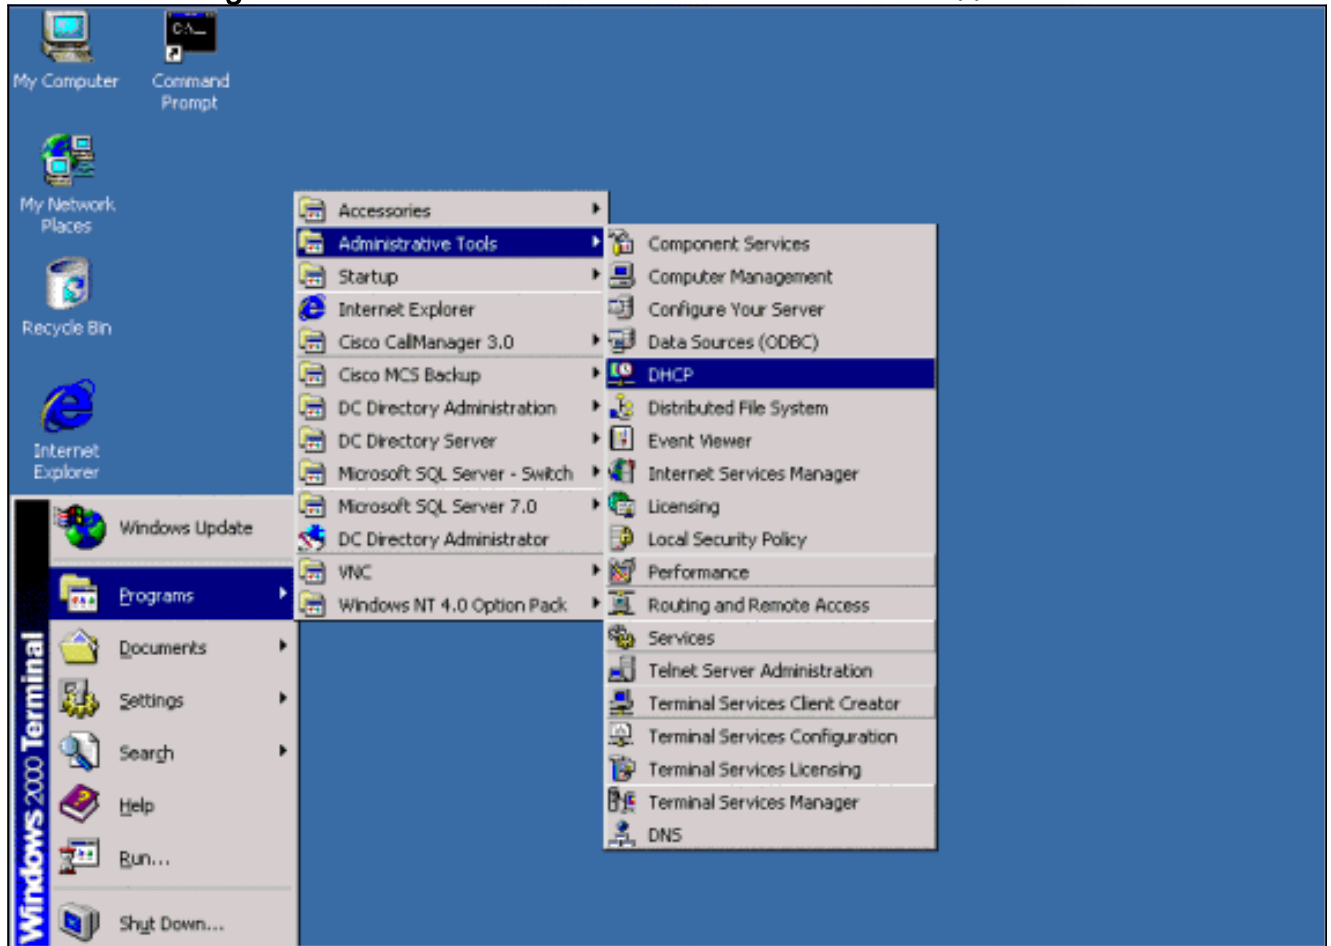 My Computer
Command
Prompt
My Network
Places
Recycle Bin
Internet
Explorer
Windows Update
Programs
Documents
Settings
Search
Help
Run...
Shut Down...
Windows 2000 Terminal
Accessories
Administrative Tools
Startup
Internet Explorer
Cisco CallManager 3.0
Cisco MCS Backup
DC Directory Administration
DC Directory Server
Microsoft SQL Server - Switch
Microsoft SQL Server 7.0
DC Directory Administrator
VNC
Windows NT 4.0 Option Pack
Component Services
Computer Management
Configure Your Server
Data Sources (ODBC)
DHCP
Distributed File System
Event Viewer
Internet Services Manager
Licensing
Local Security Policy
Performance
Routing and Remote Access
Services
Telnet Server Administration
Terminal Services Client Creator
Terminal Services Configuration
Terminal Services Licensing
Terminal Services Manager
DNS